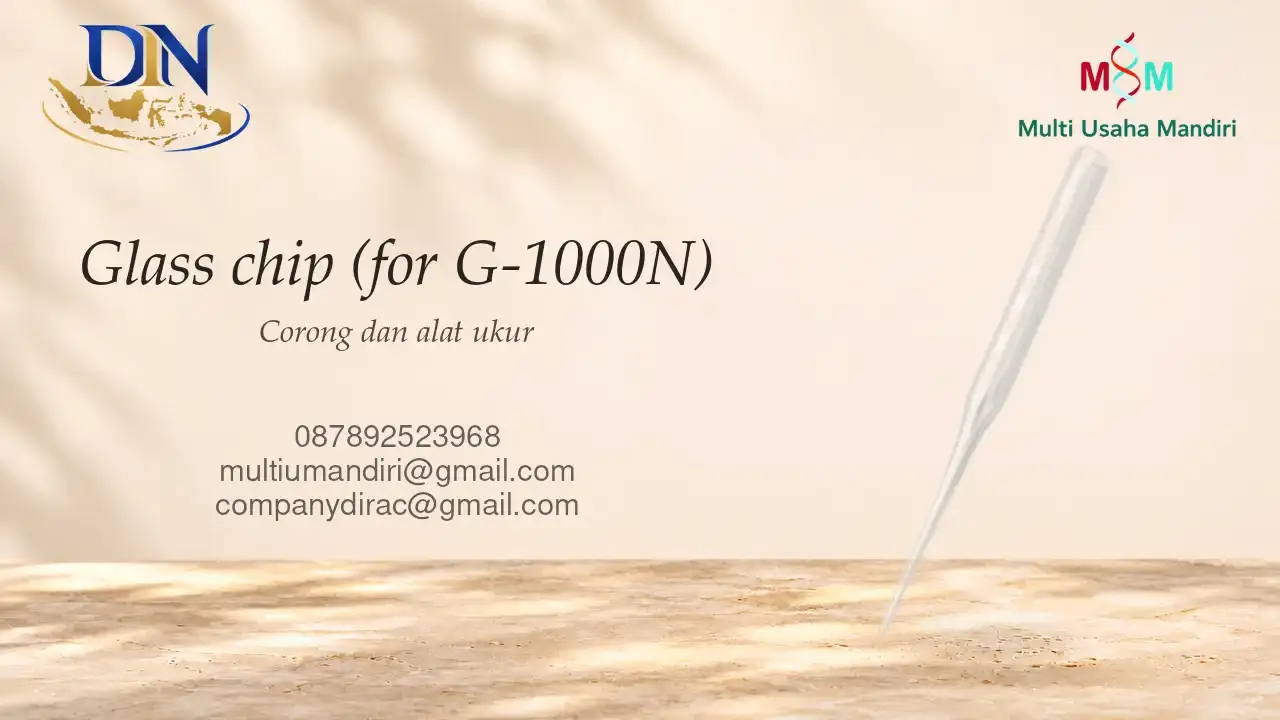 DN
M M
Multi Usaha Mandiri
Glass chip (for G-1000N)
Corong dan alat ukur
087892523968
multiumandiri@gmail.com
companydirac@gmail.com